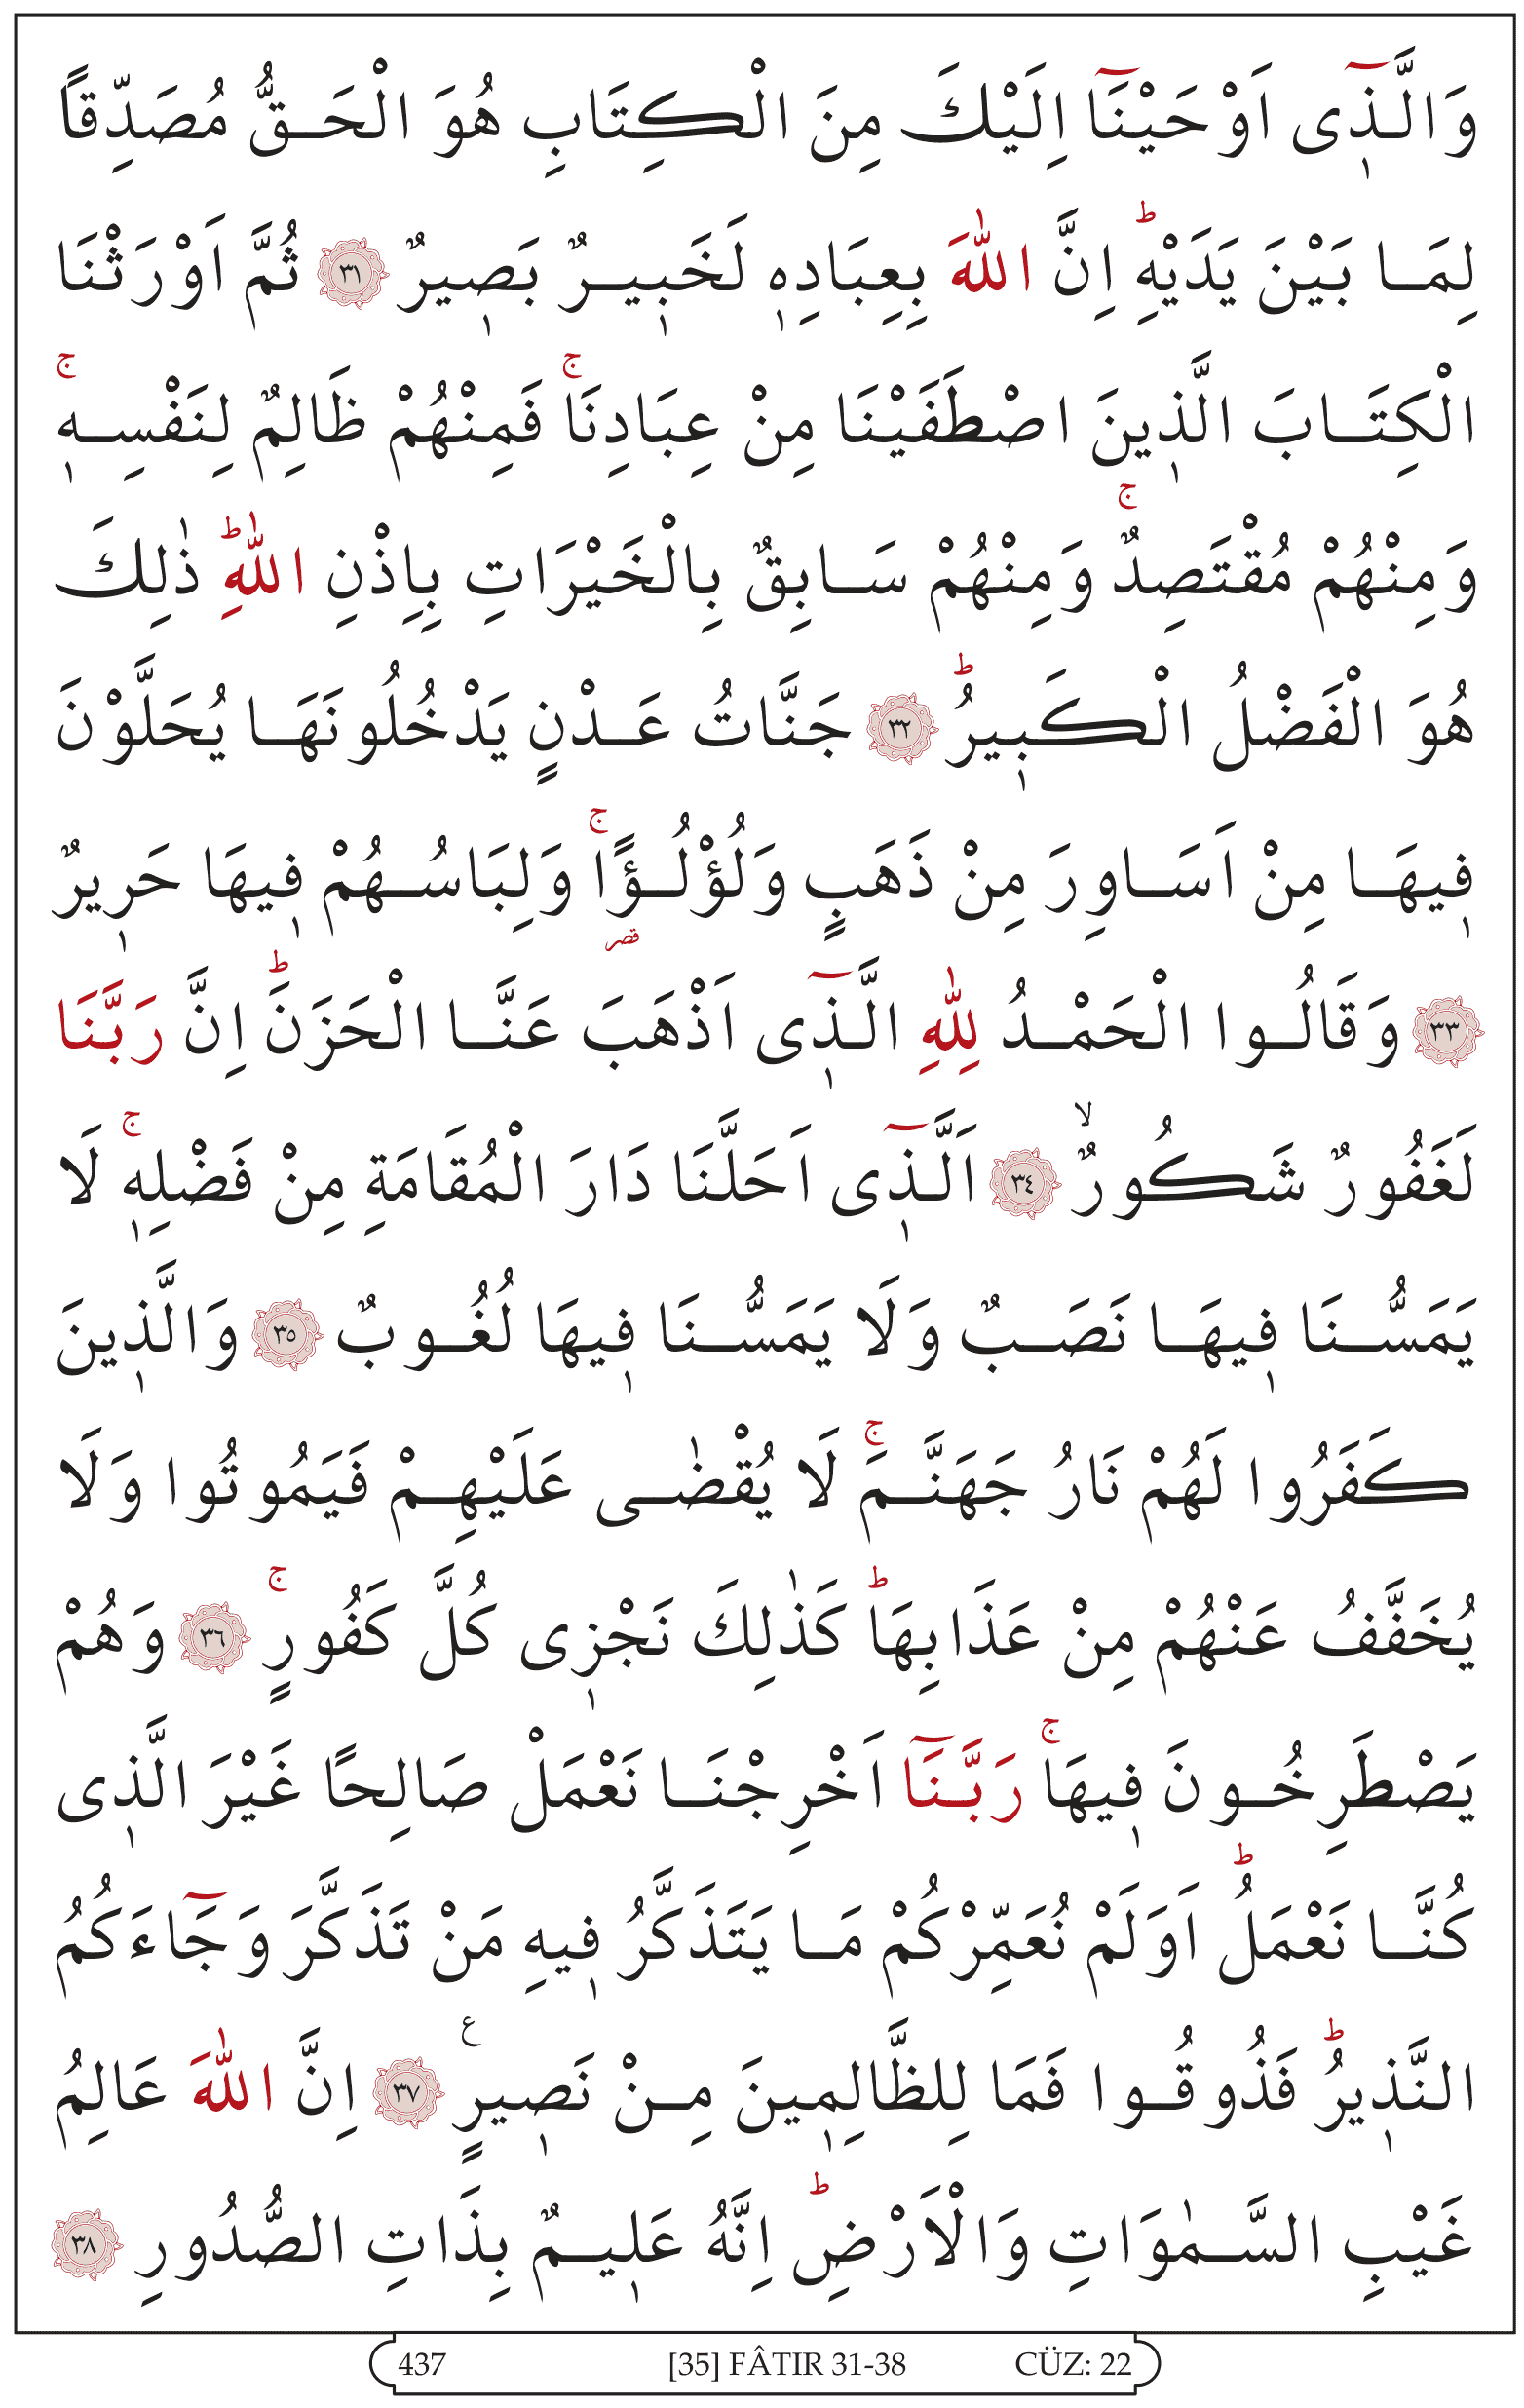 وَالَّذٖٓى اَوْحَيْنَٓا اِلَيْكَ مِنَ الْكِتَابِ هُوَ الْحَقُّ مُصَدِّقاً
لِمَا بَيْنَ يَدَيْهِؕ اِنَّ اللّٰهَ بِعِبَادِهٖ لَخَبٖيرٌ بَصٖيرٌ ﴿٣١﴾ ثُمَّ اَوْرَثْنَا
الْكِتَابَ الَّذٖينَ اصْطَفَيْنَا مِنْ عِبَادِنَاۚ فَمِنْهُمْ ظَالِمٌ لِنَفْسِهٖۚ
وَمِنْهُمْ مُقْتَصِدٌۚ وَمِنْهُمْ سَابِقٌ بِالْخَيْرَاتِ بِاِذْنِ اللّٰهِؕ ذٰلِكَ
هُوَ الْفَضْلُ الْكَبٖيرُؕ ﴿٣٢﴾ جَنَّاتُ عَدْنٍ يَدْخُلُونَهَا يُحَلَّوْنَ
فٖيهَا مِنْ اَسَاوِرَ مِنْ ذَهَبٍ وَلُؤْلُؤًاۚ وَلِبَاسُهُمْ فٖيهَا حَرٖيرٌ
﴿٣٣﴾ وَقَالُوا الْحَمْدُ لِلّٰهِ الَّذٖٓى اَذْهَبَ عَنَّا الْحَزَنَؕ اِنَّ رَبَّنَا
لَغَفُورٌ شَكُورٌۙ ﴿٣٤﴾ اَلَّذٖٓى اَحَلَّنَا دَارَ الْمُقَامَةِ مِنْ فَضْلِهٖۚ لَا
يَمَسُّنَا فٖيهَا نَصَبٌ وَلَا يَمَسُّنَا فٖيهَا لُغُوبٌ ﴿٣٥﴾ وَالَّذٖينَ
كَفَرُوا لَهُمْ نَارُ جَهَنَّمَۚ لَا يُقْضٰى عَلَيْهِمْ فَيَمُوتُوا وَلَا
يُخَفَّفُ عَنْهُمْ مِنْ عَذَابِهَاؕ كَذٰلِكَ نَجْزٖى كُلَّ كَفُورٍۚ ﴿٣٦﴾ وَهُمْ
يَصْطَرِخُونَ فٖيهَاۚ رَبَّنَٓا اَخْرِجْنَا نَعْمَلْ صَالِحًا غَيْرَ الَّذٖى
كُنَّا نَعْمَلُؕ اَوَلَمْ نُعَمِّرْكُمْ مَا يَتَذَكَّرُ فٖيهِ مَنْ تَذَكَّرَ وَجَٓاءَكُمُ
النَّذٖيرُؕ فَذُوقُوا فَمَا لِلظَّالِمٖينَ مِنْ نَصٖيرٍ ع ﴿٣٧﴾ اِنَّ اللّٰهَ عَالِمُ
غَيْبِ السَّمٰوَاتِ وَالْاَرْضِؕ اِنَّهُ عَلٖيمٌ بِذَاتِ الصُّدُورِ ﴿٣٨﴾
437 [35] FÂTIR 31-38 CÜZ: 22